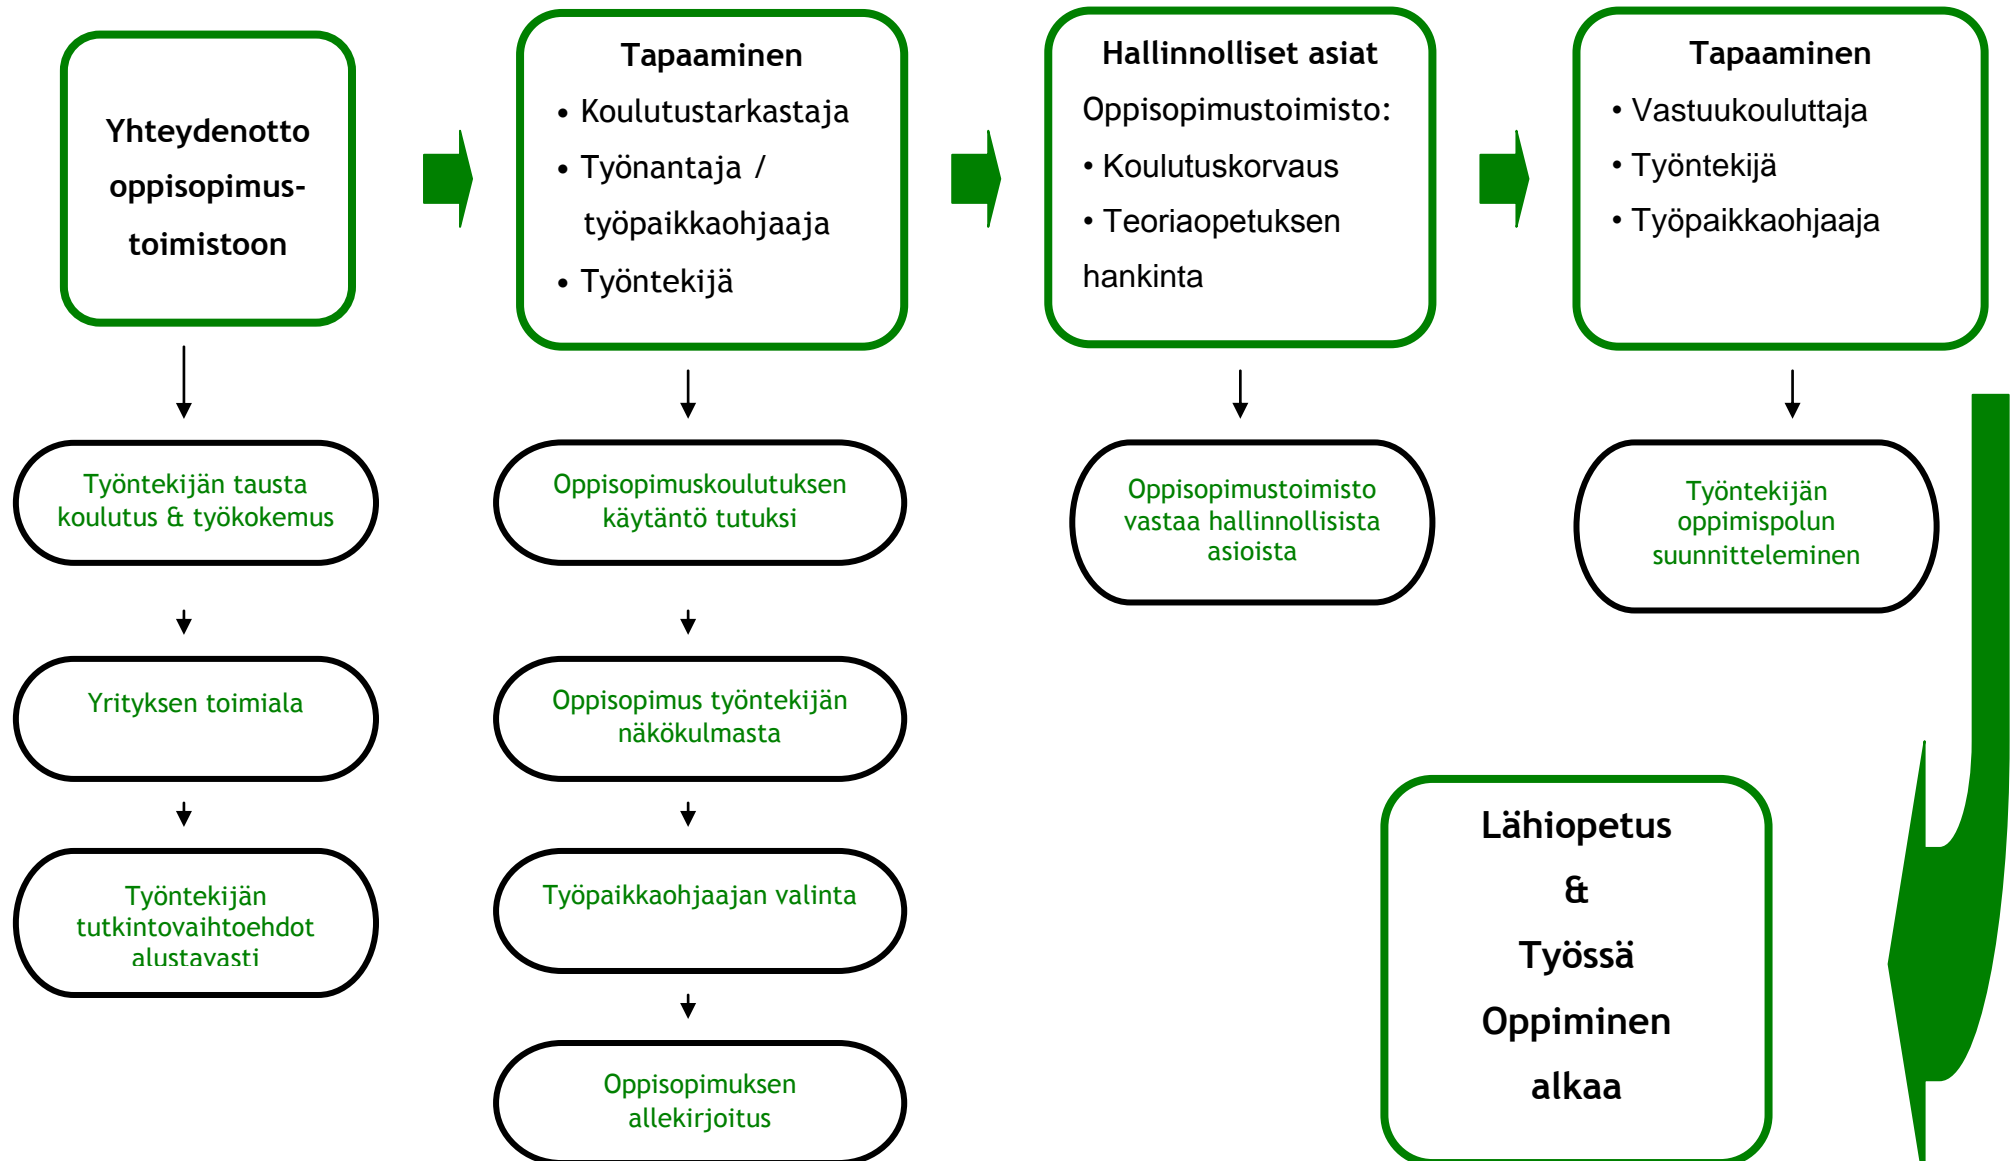 Yhteydenotto
oppisopimus-
toimistoon
Tapaaminen
• Koulutustarkastaja
• Työnantaja /
työpaikkaohjaaja
• Työntekijä
Hallinnolliset asiat
Oppisopimustoimisto:
• Koulutuskorvaus
• Teoriaopetuksen
hankinta
Tapaaminen
• Vastuukouluttaja
• Työntekijä
• Työpaikkaohjaaja
Työntekijän tausta
koulutus & työkokemus
Yrityksen toimiala
Työntekijän
tutkintovaihtoehdot
alustavasti
Oppisopimuskoulutuksen
käytäntö tutuksi
Oppisopimus työntekijän
näkökulmasta
Työpaikkaohjaajan valinta
Oppisopimuksen
allekirjoitus
Oppisopimustoimisto
vastaa hallinnollisista
asioista
Työntekijän
oppimispolun
suunnitteleminen
Lähiopetus
&
Työssä
Oppiminen
alkaa